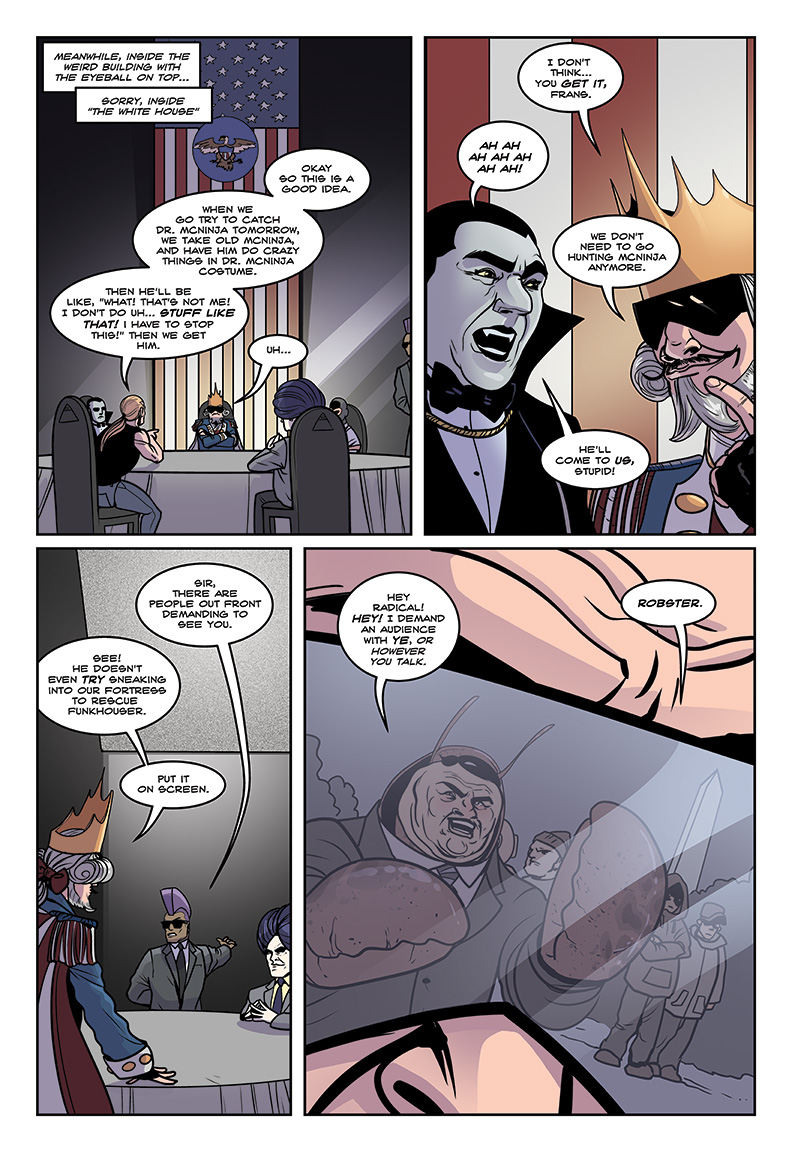 MEANWHILE, INSIDE THE
WEIRD BUILDING WITH
THE EYEBALL ON TOP...
SORRY, INSIDE
"THE WHITE HOUSE"
OKAY
SO THIS IS A
GOOD IDEA.
WHEN WE
GO TRY TO CATCH
DR. MCNINJA TOMORROW,
WE TAKE OLD MCNINJA,
AND HAVE HIM DO CRAZY
THINGS IN DR. MCNINJA
COSTUME.
THEN HE'LL BE
LIKE, "WHAT! THAT'S NOT ME!
I DON'T DO UH... STUFF LIKE
THAT! I HAVE TO STOP
THIS!" THEN WE GET
HIM.
UH...
I DON'T
THINK...
YOU GET IT,
FRANS.
AH AH
AH AH AH
AH AH!
WE DON'T
NEED TO GO
HUNTING MCNINJA
ANYMORE.
HE'LL
COME TO US,
STUPID!
SIR,
THERE ARE
PEOPLE OUT FRONT
DEMANDING TO
SEE YOU.
SEE!
HE DOESN'T
EVEN TRY SNEAKING
INTO OUR FORTRESS
TO RESCUE
FUNKHOUSER.
PUT IT
ON SCREEN.
HEY
RADICAL!
HEY! I DEMAND
AN AUDIENCE
WITH YE, OR
HOWEVER
YOU TALK.
ROBSTER.